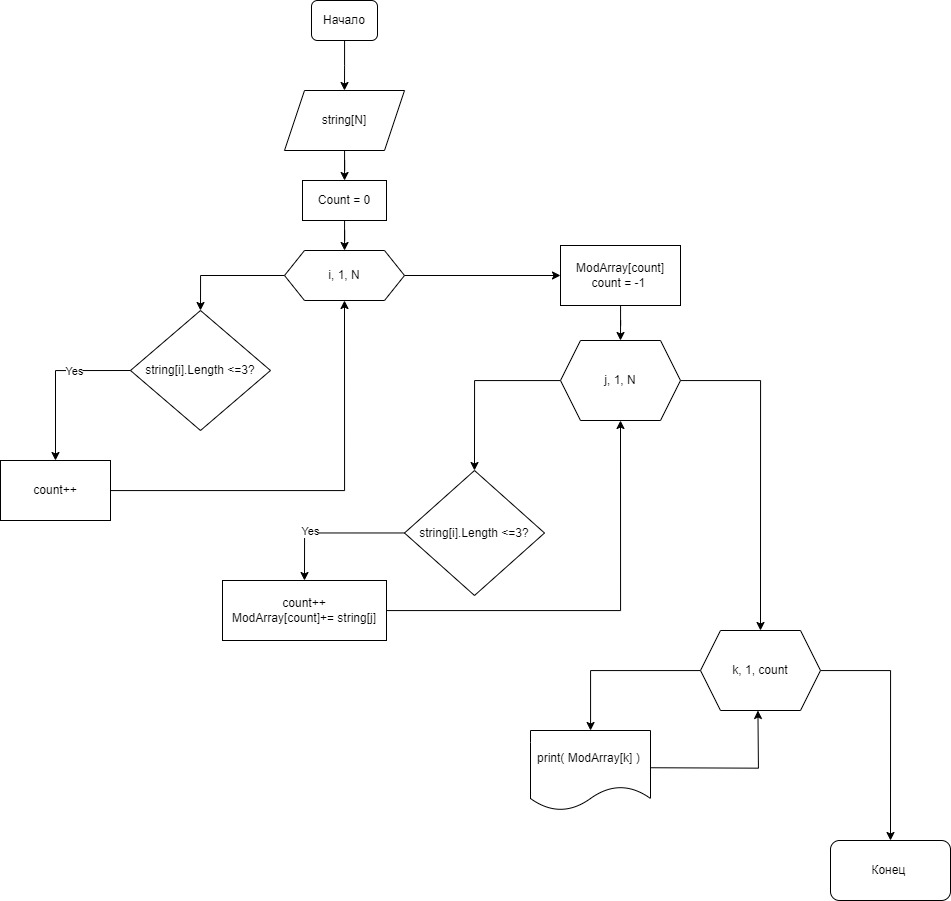 Начало
string[N]
Count = 0
i, 1, N
ModArray[count]
count = -1
string[i].Length <=3?
Yes
j, 1, N
count++
string[i].Length <=3?
Yes
count++
ModArray[count]+= string[j]
k, 1, count
print( ModArray[k] )
Конец